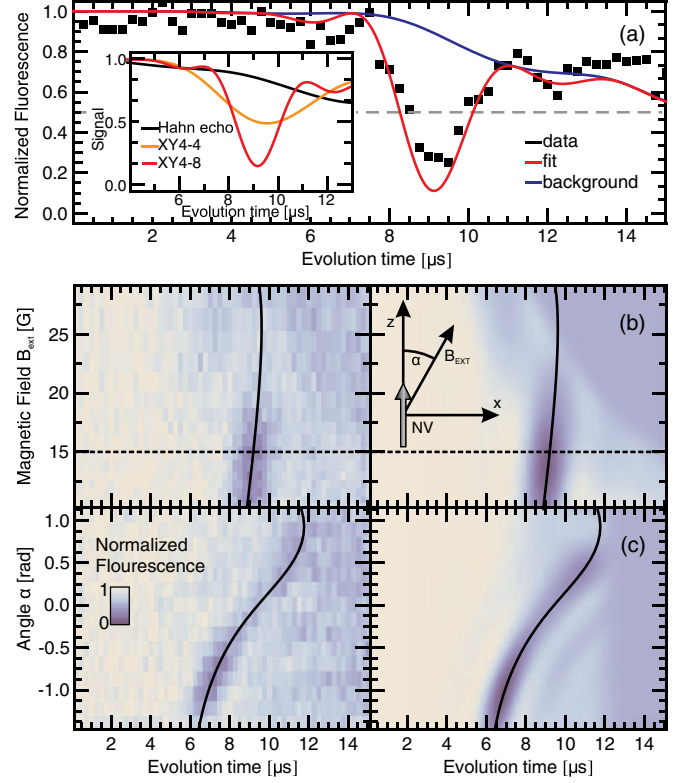 Normalized Fluorescence
1.0
0.8
0.6
0.4
0.2
0.0
(a)
Signal
1.0
0.5
0.0
Hahn echo
XY4-4
XY4-8
6 8 10 12
Evolution time [µs]
data
fit
background
2 4 6 8 10 12 14
Evolution time [µs]
Magnetic Field B_ext [G]
25
20
15
(b)
z
α
B_EXT
x
NV
Angle α [rad]
1.0
0.5
0.0
-0.5
-1.0
Normalized
Flourescence
1
0
(c)
2 4 6 8 10 12 14
2 4 6 8 10 12 14
Evolution time [µs]
Evolution time [µs]